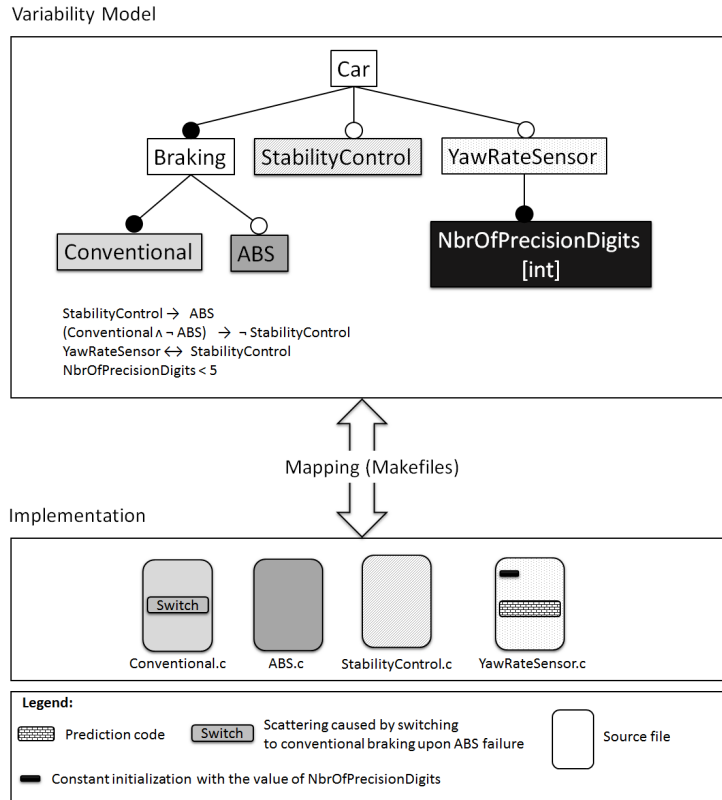 Variability Model
Car
Braking
StabilityControl
YawRateSensor
Conventional
ABS
NbrOfPrecisionDigits
[int]
StabilityControl → ABS
(Conventional ∧ ¬ ABS) → ¬ StabilityControl
YawRateSensor ↔ StabilityControl
NbrOfPrecisionDigits < 5
Mapping (Makefiles)
Implementation
Switch
Conventional.c
ABS.c
StabilityControl.c
YawRateSensor.c
Legend:
Prediction code
Switch
Scattering caused by switching
to conventional braking upon ABS failure
Source file
Constant initialization with the value of NbrOfPrecisionDigits